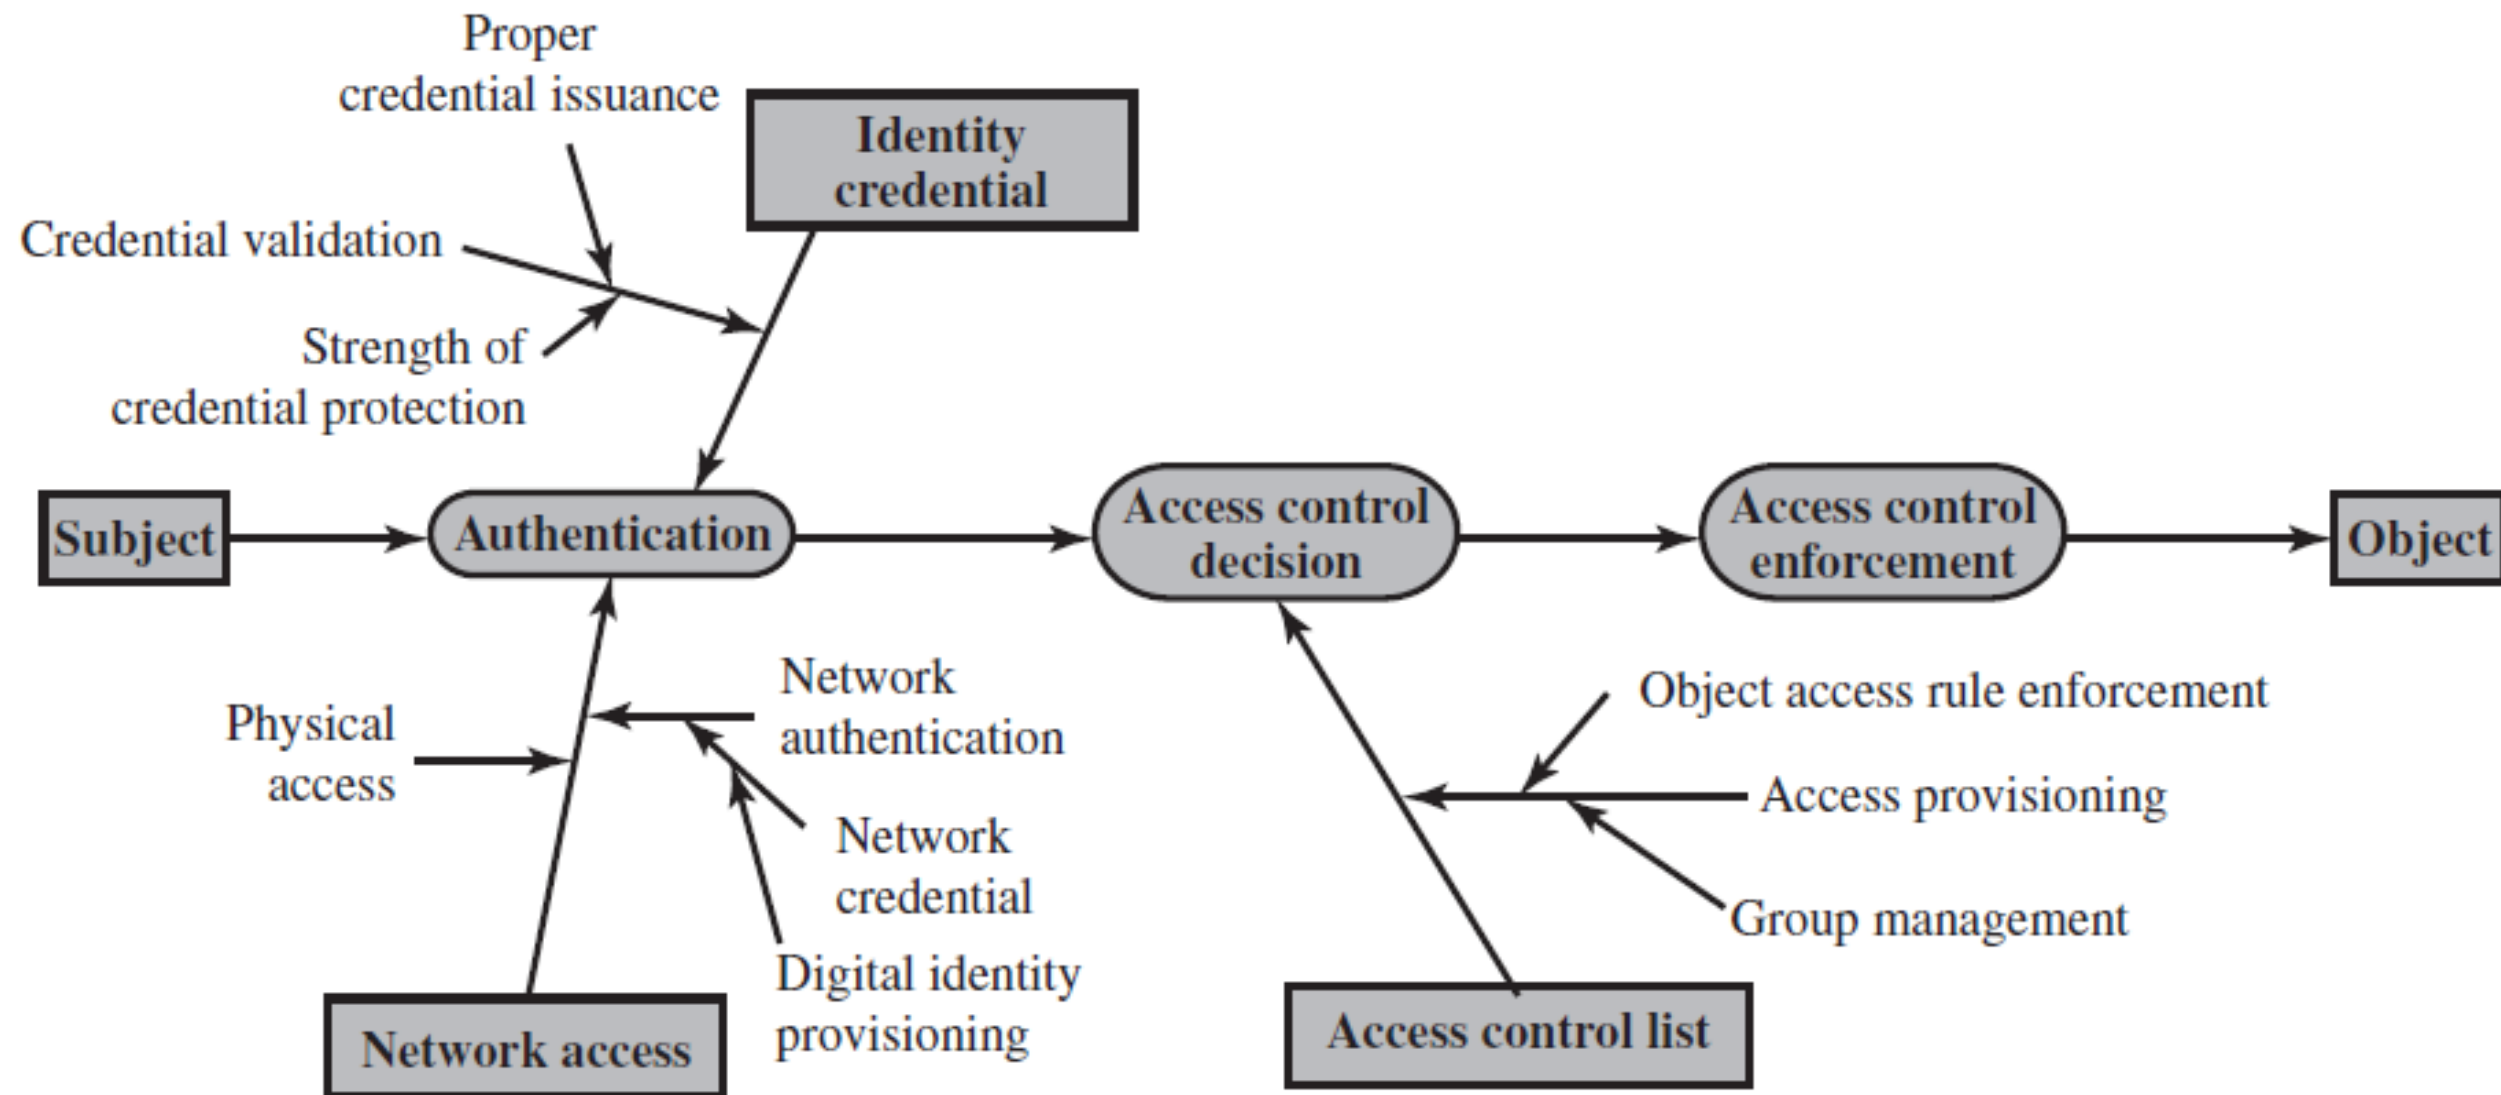 Proper
credential issuance
Identity
credential
Credential validation
Strength of
credential protection
Subject
Authentication
Access control
decision
Access control
enforcement
Object
Physical
access
Network
authentication
Network
credential
Digital identity
provisioning
Object access rule enforcement
Access provisioning
Group management
Network access
Access control list